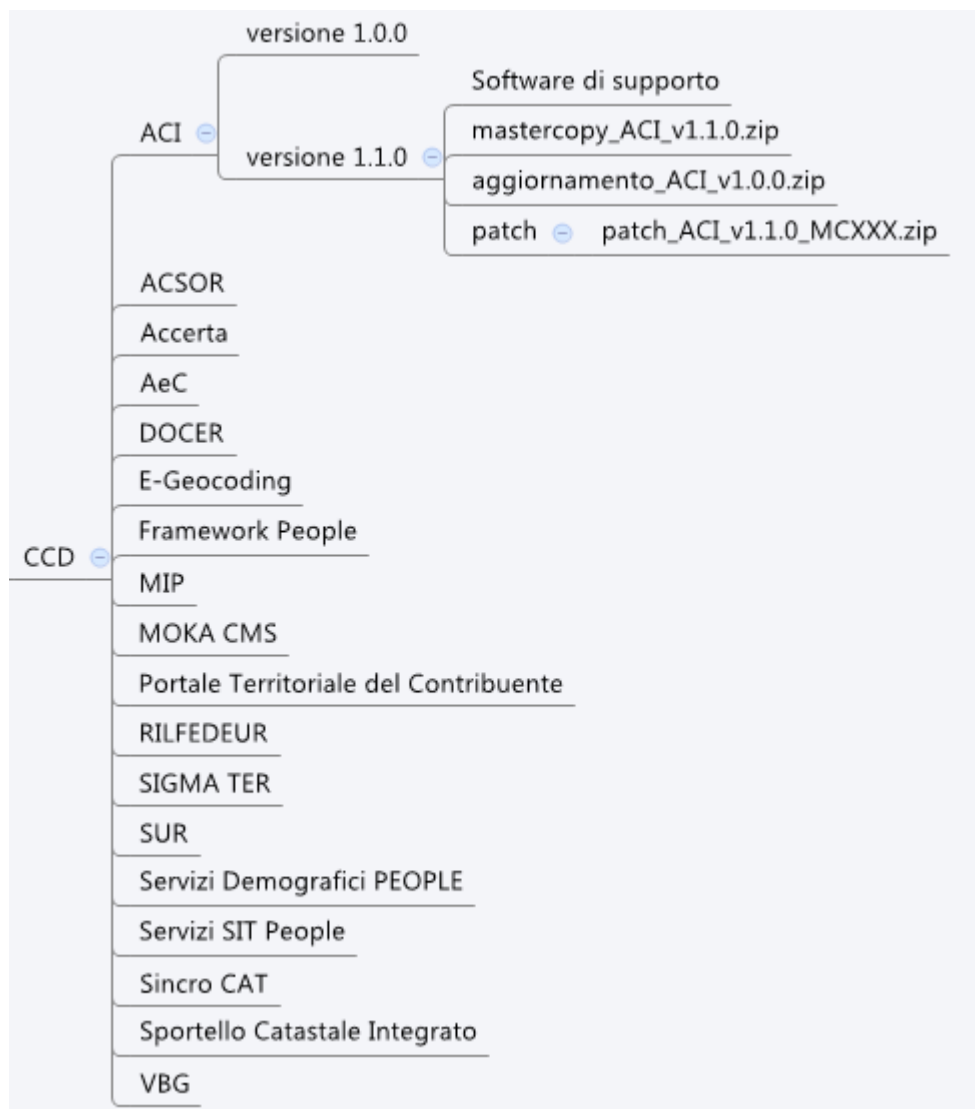 versione 1.0.0
Software di supporto
mastercopy_ACI_v1.1.0.zip
ACI
versione 1.1.0
aggiornamento_ACI_v1.0.0.zip
patch patch_ACI_v1.1.0_MCXXX.zip
ACSOR
Accerta
AeC
DOCER
E-Geocoding
Framework People
CCD
MIP
MOKA CMS
Portale Territoriale del Contribuente
RILFEDEUR
SIGMA TER
SUR
Servizi Demografici PEOPLE
Servizi SIT People
Sincro CAT
Sportello Catastale Integrato
VBG